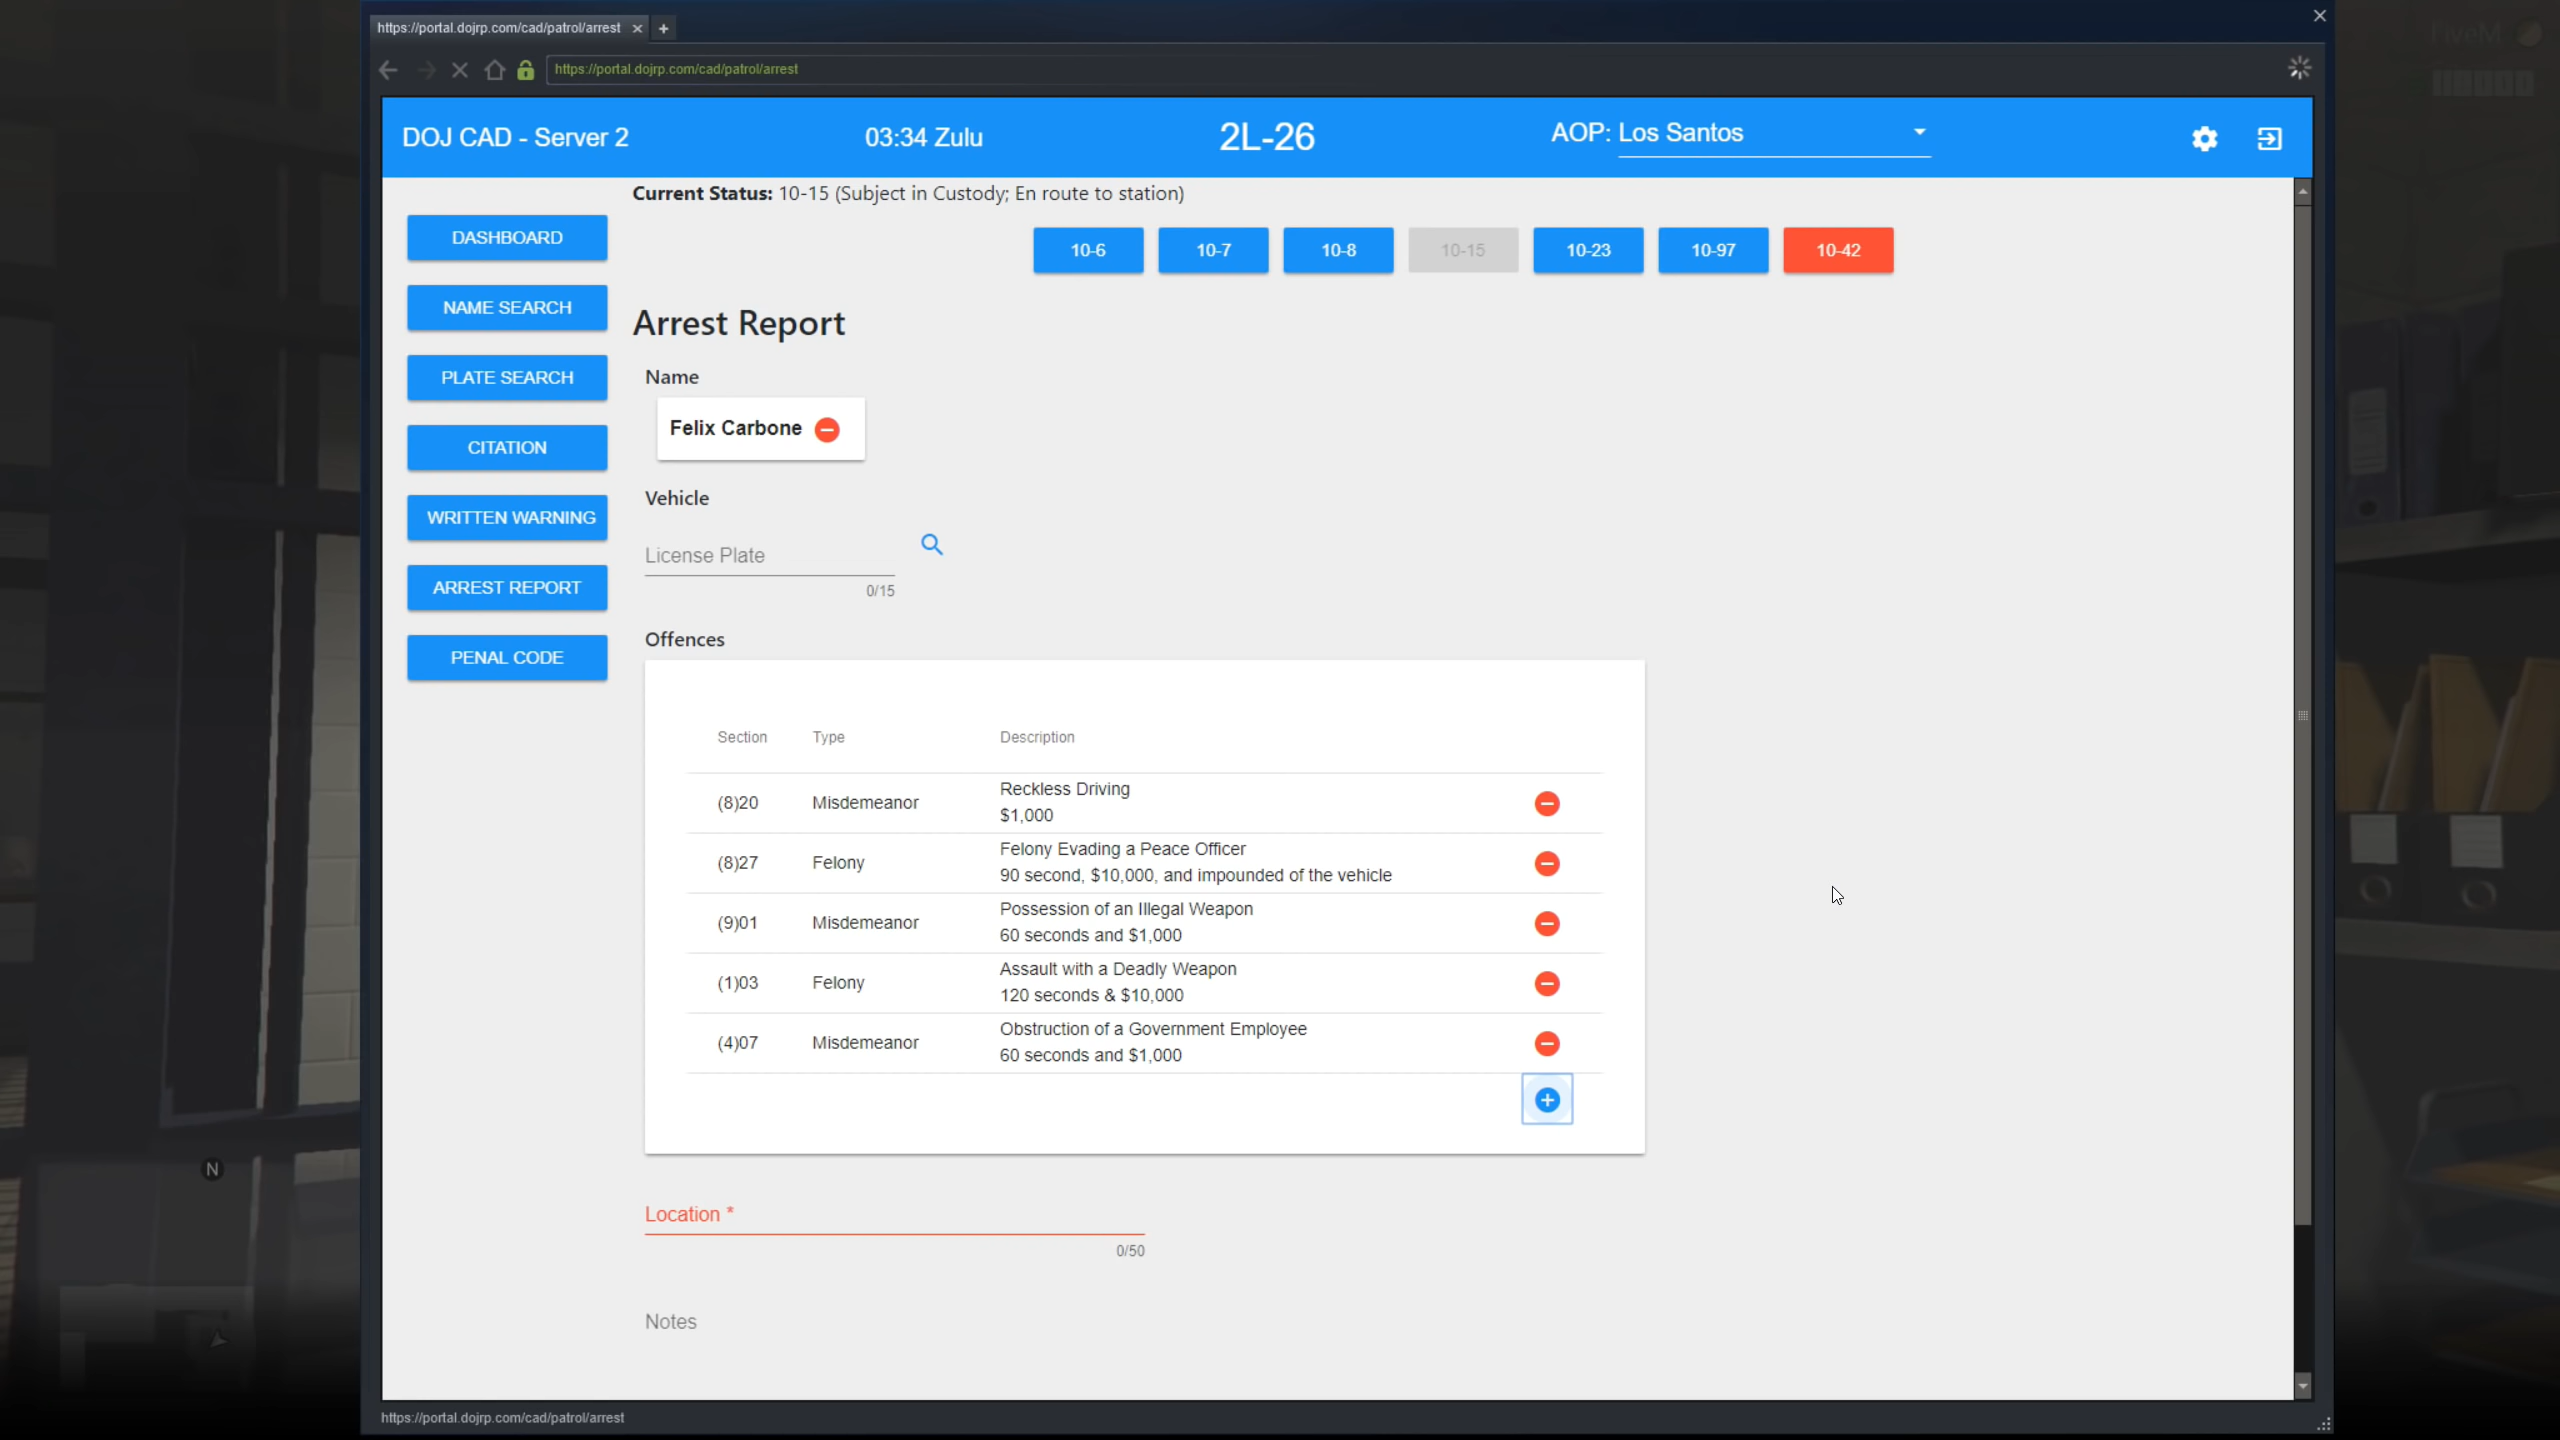 https://portal.dojrp.com/cad/patrol/arrest
https://portal.dojrp.com/cad/patrol/arrest
FiveM
DOJ CAD - Server 2
03:34 Zulu
2L-26
AOP: Los Santos
Current Status: 10-15 (Subject in Custody; En route to station)
10-6
10-7
10-8
10-15
10-23
10-97
10-42
DASHBOARD
NAME SEARCH
PLATE SEARCH
CITATION
WRITTEN WARNING
ARREST REPORT
PENAL CODE
Arrest Report
Name
Felix Carbone
Vehicle
License Plate
0/15
Offences
Section Type Description
(8)20 Misdemeanor Reckless Driving
$1,000
(8)27 Felony Felony Evading a Peace Officer
90 second, $10,000, and impounded of the vehicle
(9)01 Misdemeanor Possession of an Illegal Weapon
60 seconds and $1,000
(1)03 Felony Assault with a Deadly Weapon
120 seconds & $10,000
(4)07 Misdemeanor Obstruction of a Government Employee
60 seconds and $1,000
Location *
0/50
Notes
N
https://portal.dojrp.com/cad/patrol/arrest